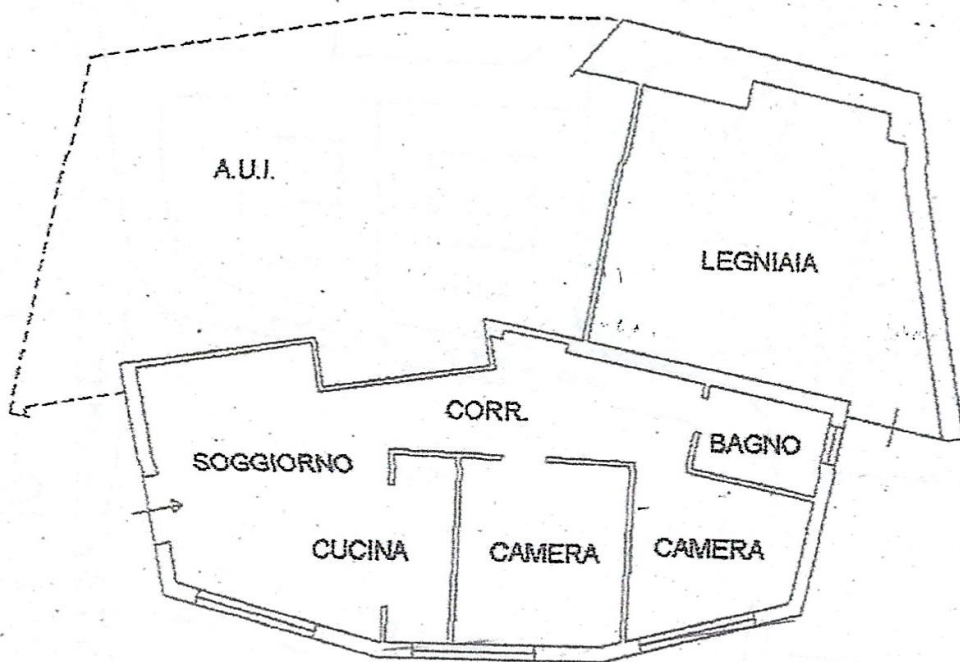 A.U.I.
LEGNIAIA
CORR.
BAGNO
SOGGIORNO
CUCINA
CAMERA
CAMERA